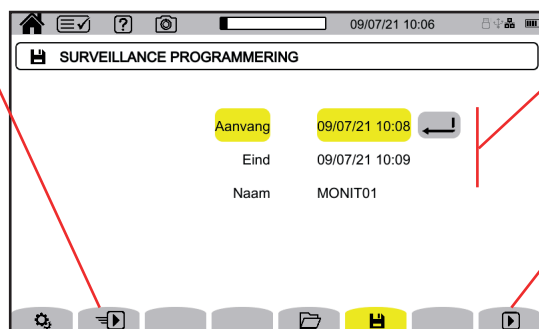 ? 09/07/21 10:06
SURVEILLANCE PROGRAMMERING
Aanvang 09/07/21 10:08
Eind 09/07/21 10:09
Naam MONIT01